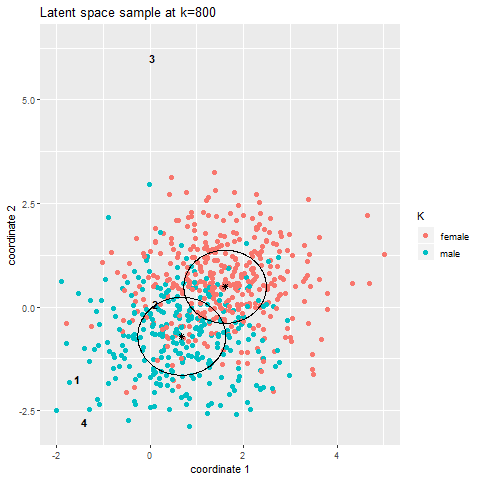 Latent space sample at k=800
3
5.0
2.5
0.0
-2.5
1
4
2
-2
0
2
4
coordinate 1
coordinate 2
K
female
male